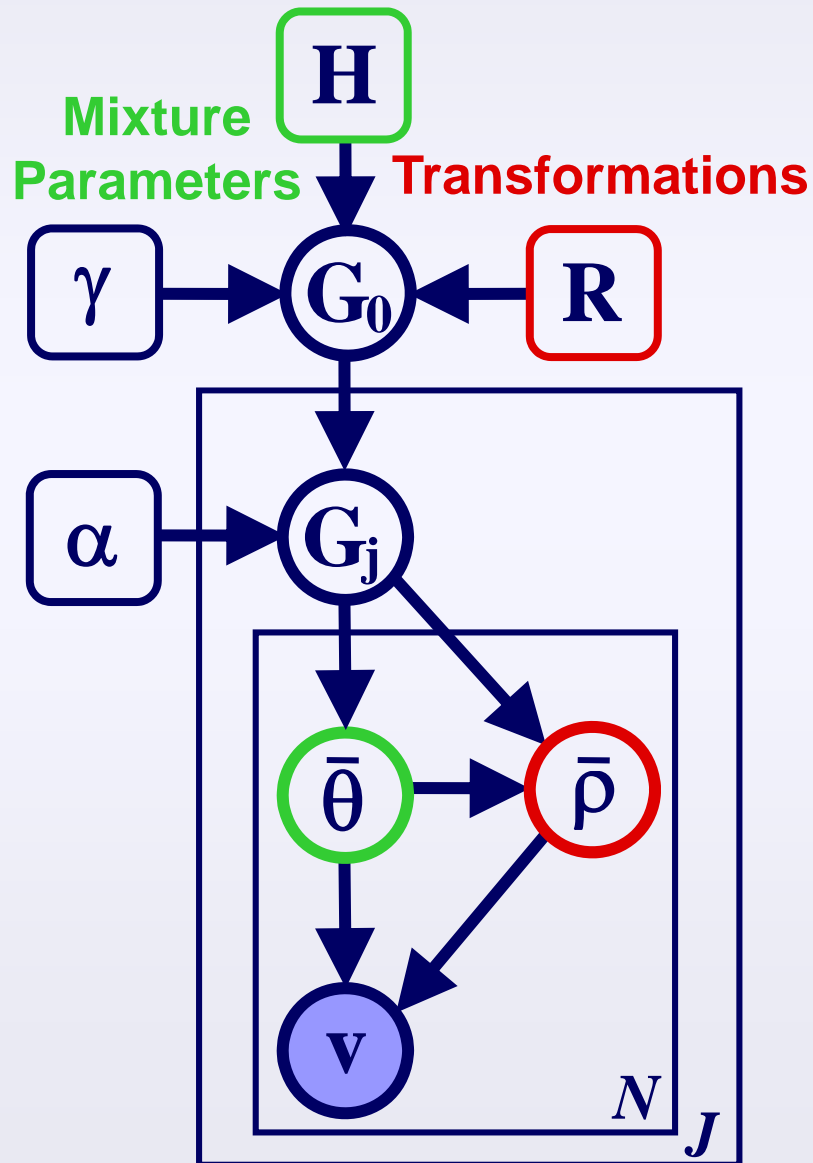 H
Mixture
Parameters
Transformations
γ
G₀
R
α
Gⱼ
θ̄
ρ̄
v
N
J